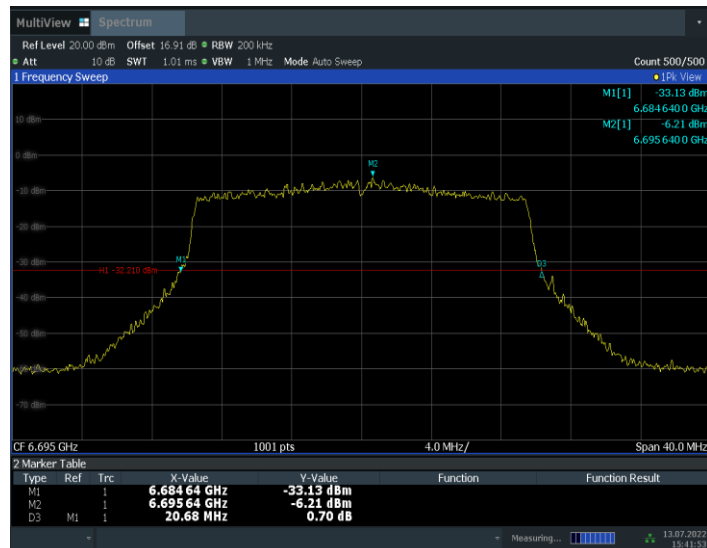 MultiView Spectrum
Ref Level 20.00 dBm Offset 16.91 dB RBW 200 kHz
Att 10 dB SWT 1.01 ms VBW 1 MHz Mode Auto Sweep Count 500/500
1 Frequency Sweep 1Pk View
M1[1] -33.13 dBm
6.684 640 0 GHz
M2[1] -6.21 dBm
6.695 640 0 GHz
10 dBm
0 dBm
M2
-10 dBm
-20 dBm
-30 dBm
M1
D3
H1 -32.210 dBm
-40 dBm
-50 dBm
-70 dBm
CF 6.695 GHz 1001 pts 4.0 MHz/ Span 40.0 MHz
2 Marker Table
Type Ref Trc X-Value Y-Value Function Function Result
M1 1 6.684 64 GHz -33.13 dBm
M2 1 6.695 64 GHz -6.21 dBm
D3 M1 1 20.68 MHz 0.70 dB
Measuring... 13.07.2022
15:41:53